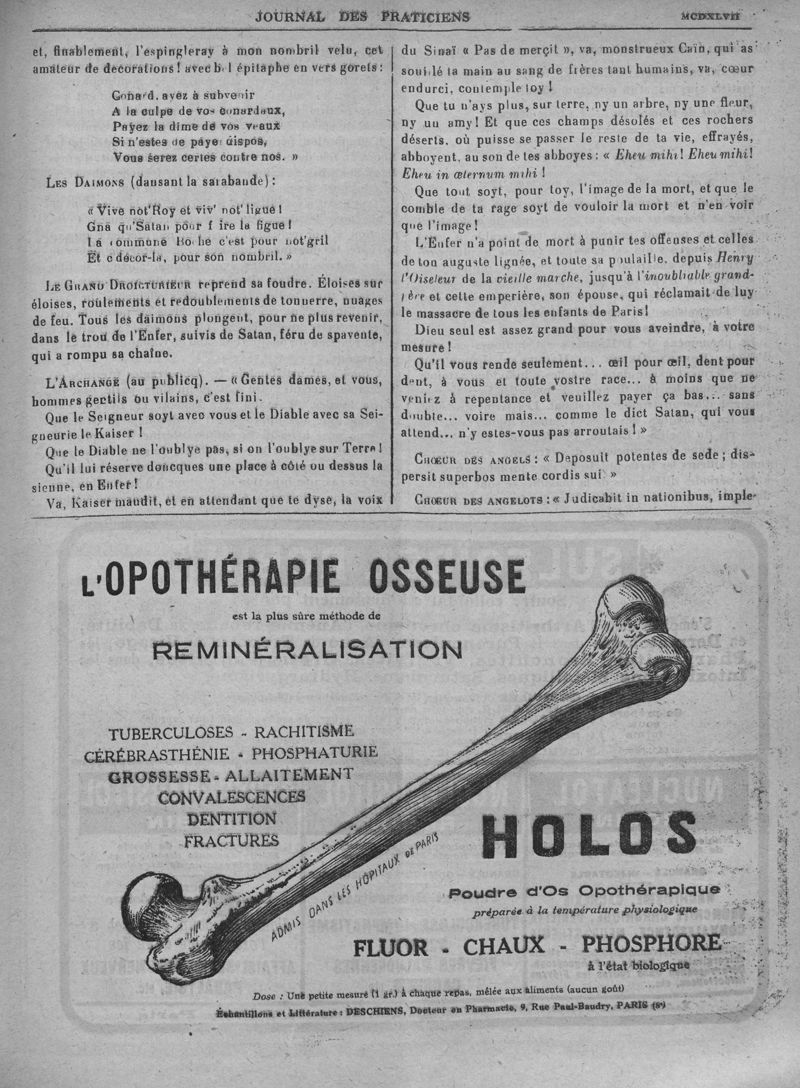 JOURNAL DES PRATICIENS
MCDXLVII
et, finablement, l'espingleray à mon nombril velu, cet
amateur de décorations! avec épitaphe en vers gorets:
ayez à subvenir
A la culpe de vos conardaux,
Payez la dime de vos veaux
Si n'estes de payer dispos,
Vous serez certes contre nos. »
LES DAIMONS (dansant la sarabande):
« Vive not'Roy et viv' not' ligue!
qu'Satan pour la figue!
c'est pour not'gril
Et pour son nombril. »
LE GRAND DROICTURIEUR reprend sa foudre. Éloises sur
éloises, roulements et redoublements de tonnerre, nuages
de feu. Tous les daimons plongent, pour ne plus revenir,
dans le trou de l'Enfer, suivis de Satan, féru de spavente,
qui a rompu sa chaîne.
L'ARCHANGE (au publicq). — « Gentes dames, et vous,
hommes gentils ou vilains, c'est fini.
Que le Seigneur soyt avec vous et le Diable avec sa Sei-
gneurie le Kaiser!
Que le Diable ne l'oublye pas, si on l'oublye sur Terre!
Qu'il lui réserve doncques une place à côté ou dessus la
sienne, en Enfer!
Va, Kaiser maudit, et en attendant que te dyse, la voix
du Sinaï « Pas de merçit », va, monstrueux Caïn, qui as
souillé ta main au sang de frères tant humains, va, cœur
endurci, contemple toy!
Que tu n'ays plus, sur terre, ny un arbre, ny une fleur,
ny un amy! Et que ces champs désolés et ces rochers
déserts, où puisse se passer le reste de ta vie, effrayés,
abboyent, au son de tes abboyes: « Eheu mihi! Eheu mihi!
Eheu in æternum mihi!
Que tout soyt, pour toy, l'image de la mort, et que le
comble de ta rage soyt de vouloir la mort et n'en voir
que l'image!
L'Enfer n'a point de mort à punir tes offenses et celles
de ton auguste lignée, et toute sa poulaille, depuis Henry
l'Oiseleur de la vieille marche, jusqu'à l'inoubliable grand-
père et cette emperière, son épouse, qui réclamait de luy
le massacre de tous les enfants de Paris!
Dieu seul est assez grand pour vous aveindre, à votre
mesure!
Qu'il vous rende seulement... œil pour œil, dent pour
dent, à vous et toute vostre race... à moins que ne
veniez à repentance et veuillez payer ça bas... sans
doubte... voire mais... comme le dict Satan, qui vous
attend... n'y estes-vous pas arroutais! »
CHŒUR DES ANGELS: « Deposuit potentes de sede; dis-
persit superbos mente cordis sui »
CHŒUR DES ANGELOTS: « Judicabit in nationibus, imple-
L'OPOTHÉRAPIE OSSEUSE
est la plus sûre méthode de
REMINÉRALISATION
TUBERCULOSES - RACHITISME
CÉRÉBRASTHÉNIE - PHOSPHATURIE
GROSSESSE - ALLAITEMENT
CONVALESCENCES
DENTITION
FRACTURES
ADMIS DANS LES HÔPITAUX DE PARIS
HOLOS
Poudre d'Os Opothérapique
préparée à la température physiologique
FLUOR - CHAUX - PHOSPHORE
à l'état biologique
Dose: Une petite mesure (1 gr.) à chaque repas, mêlée aux aliments (aucun goût)
Échantillons et Littérature: DESCHIENS, Docteur en Pharmacie, 9, Rue Paul-Baudry, PARIS (8e)